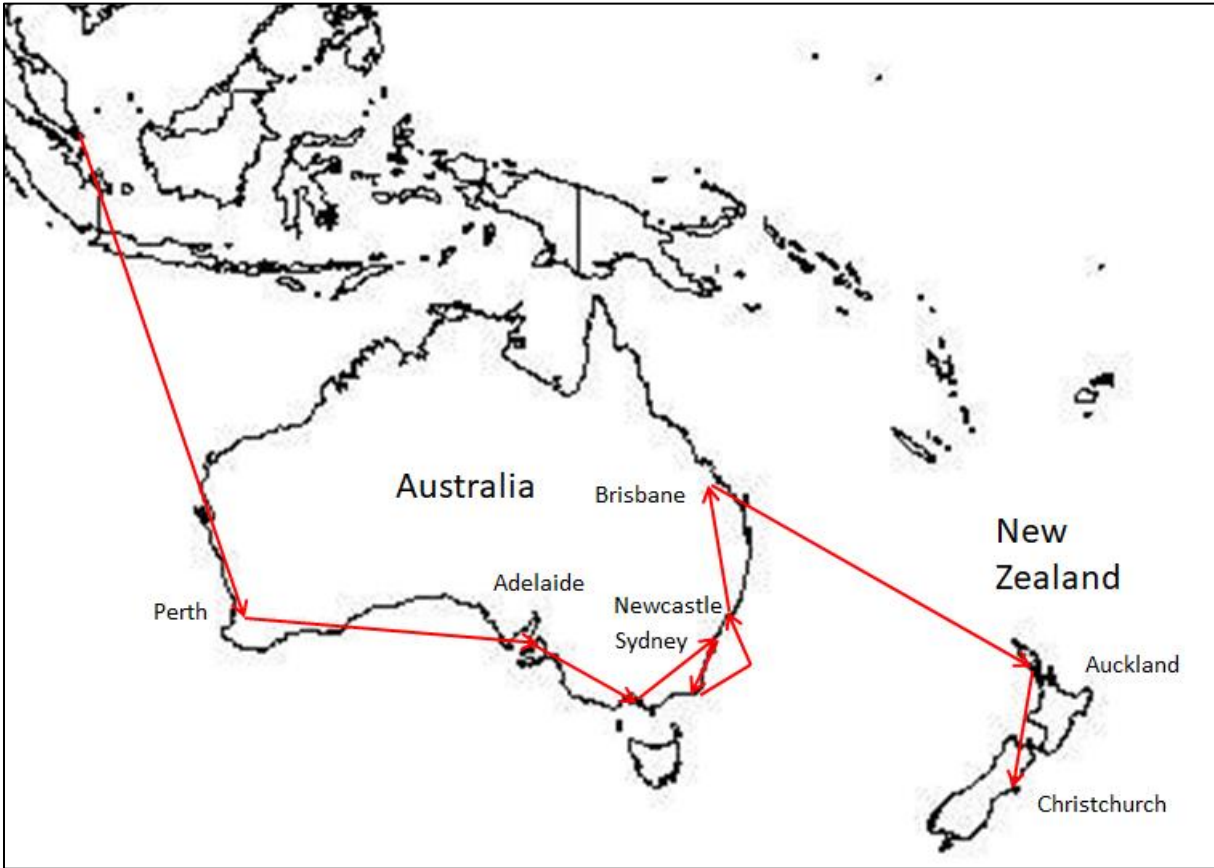 Australia
Brisbane
New
Zealand
Adelaide
Perth
Newcastle
Sydney
Auckland
Christchurch